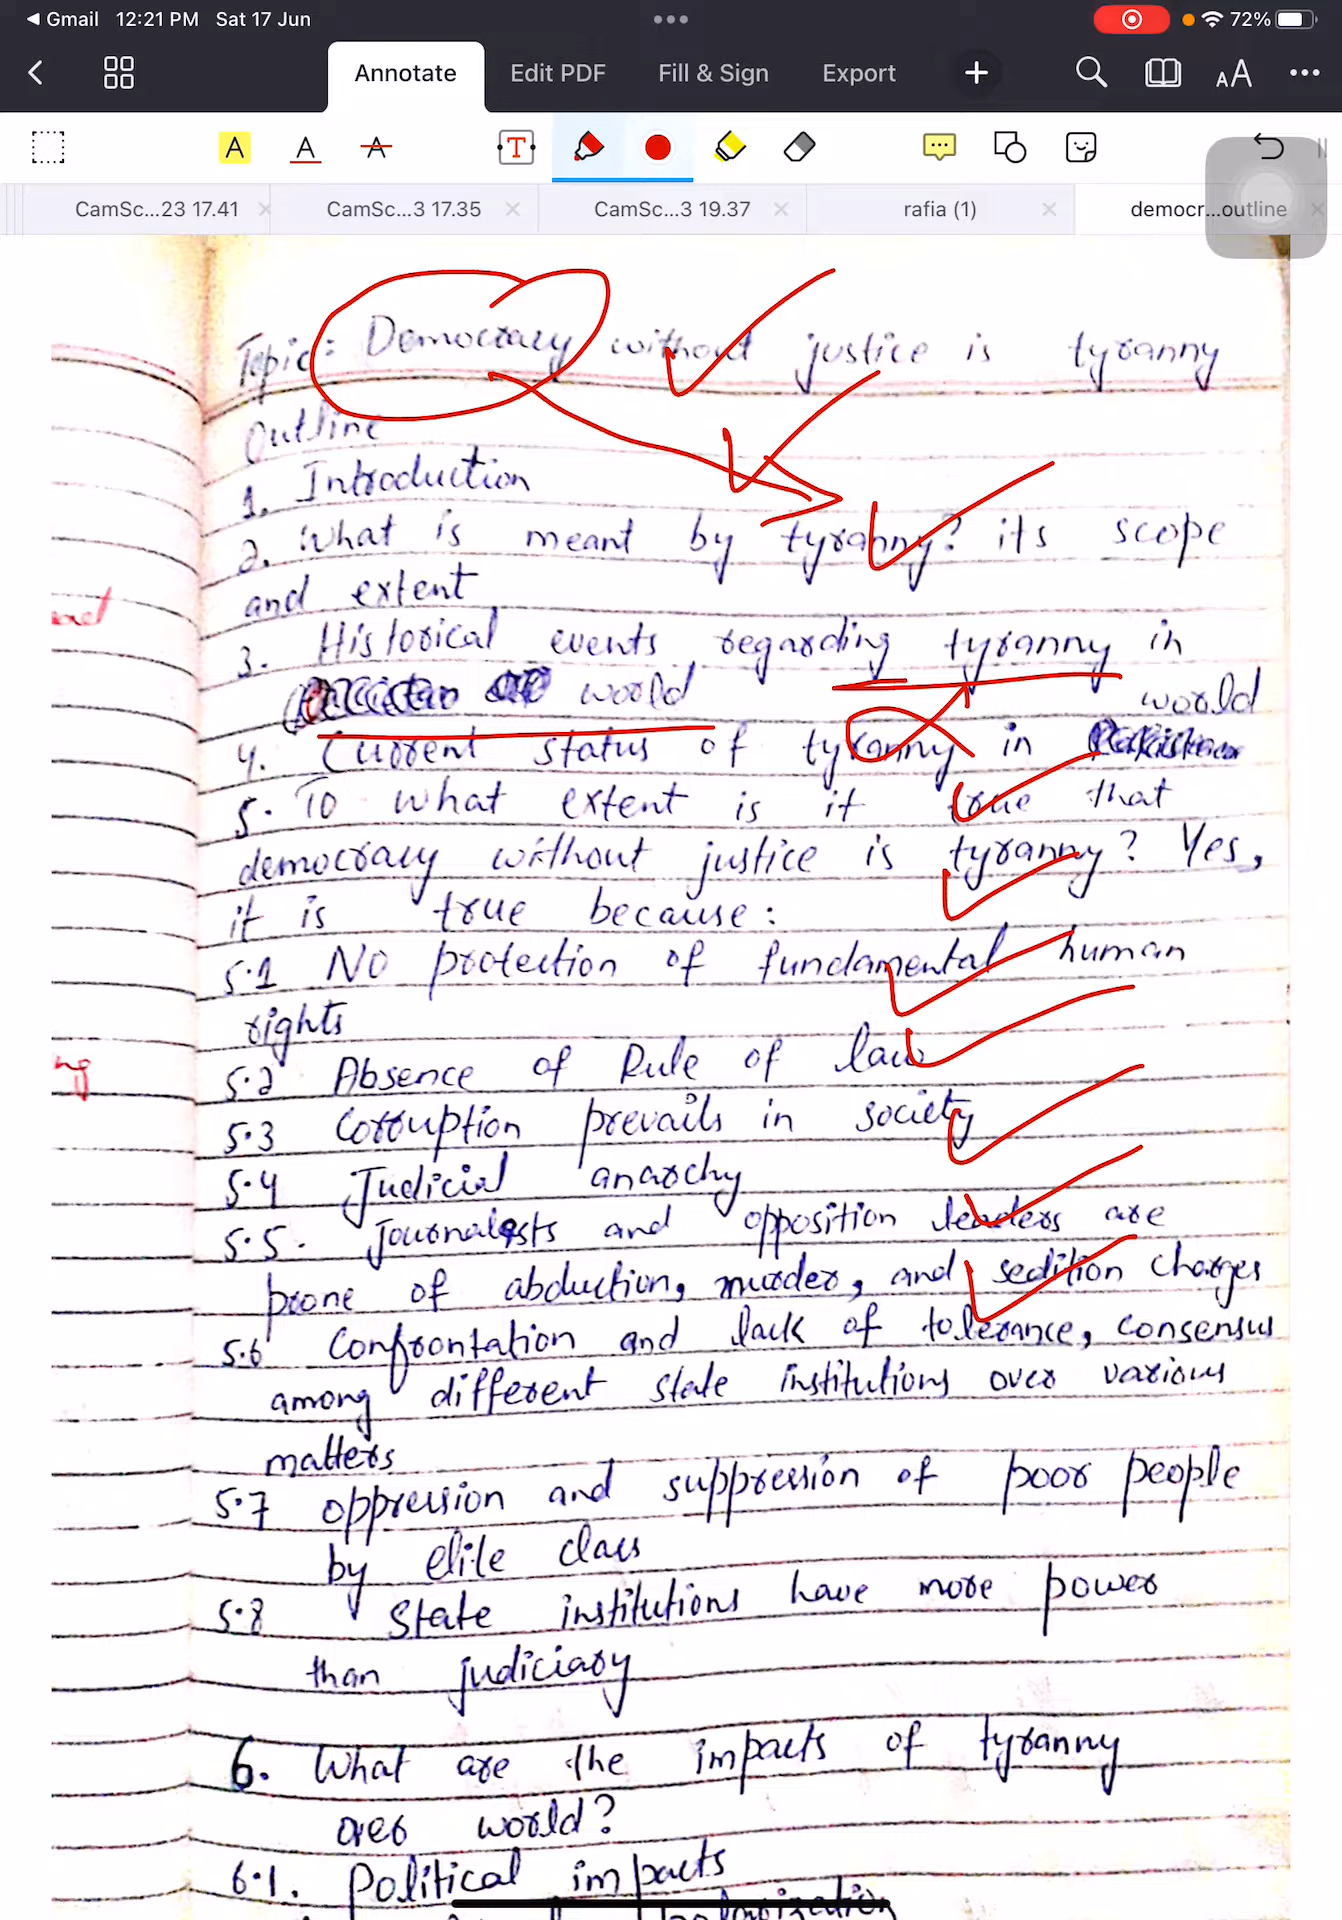 Gmail 12:21 PM Sat 17 Jun
72%
Annotate Edit PDF Fill & Sign Export
CamSc...23 17.41 CamSc...3 17.35 CamSc...3 19.37 rafia (1) democr...outline
Topic: Democracy without justice is tyranny
Outline
1. Introduction
2. What is meant by tyranny? its scope
and extent
3. Historical events regarding tyranny in
world
world
4. Current status of tyranny in
5. To what extent is it true that
democracy without justice is tyranny? Yes,
it is true because:
5.1 No protection of fundamental human
rights
5.2 Absence of Rule of law
5.3 Corruption prevails in society
5.4 Judicial anarchy
5.5. Journalists and opposition leaders are
prone of abduction, murder, and sedition charges
5.6 Confrontation and lack of tolerance, consensus
among different state institutions over various
matters
5.7 oppression and suppression of poor people
by elite class
5.8 State institutions have more power
than judiciary
6. What are the impacts of tyranny
over world?
6.1. Political impacts